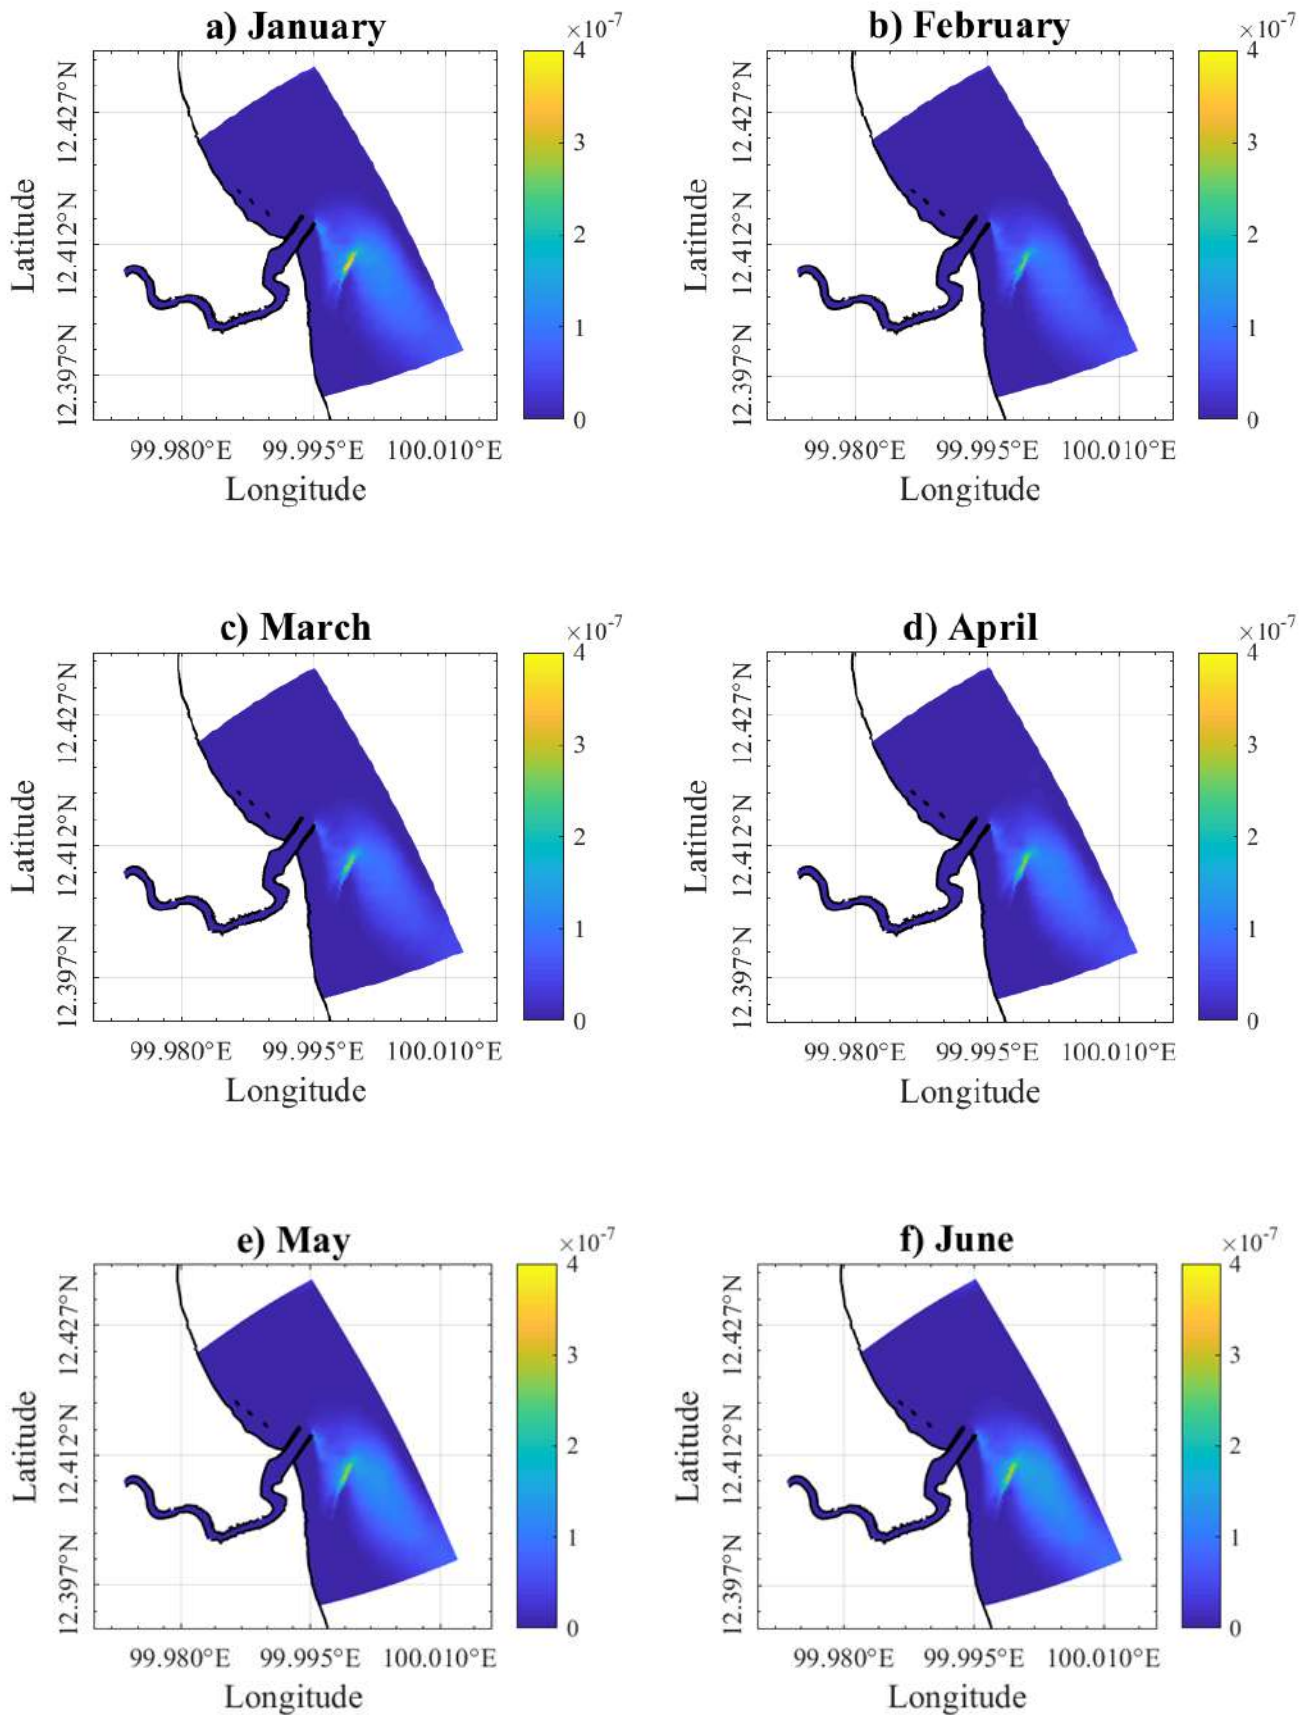 a) January
×10-7
12.427°N
12.412°N
12.397°N
Latitude
99.980°E 99.995°E 100.010°E
Longitude
4
3
2
1
0
b) February
×10-7
12.427°N
12.412°N
12.397°N
Latitude
99.980°E 99.995°E 100.010°E
Longitude
4
3
2
1
0
c) March
×10-7
12.427°N
12.412°N
12.397°N
Latitude
99.980°E 99.995°E 100.010°E
Longitude
4
3
2
1
0
d) April
×10-7
12.427°N
12.412°N
12.397°N
Latitude
99.980°E 99.995°E 100.010°E
Longitude
4
3
2
1
0
e) May
×10-7
12.427°N
12.412°N
12.397°N
Latitude
99.980°E 99.995°E 100.010°E
Longitude
4
3
2
1
0
f) June
×10-7
12.427°N
12.412°N
12.397°N
Latitude
99.980°E 99.995°E 100.010°E
Longitude
4
3
2
1
0